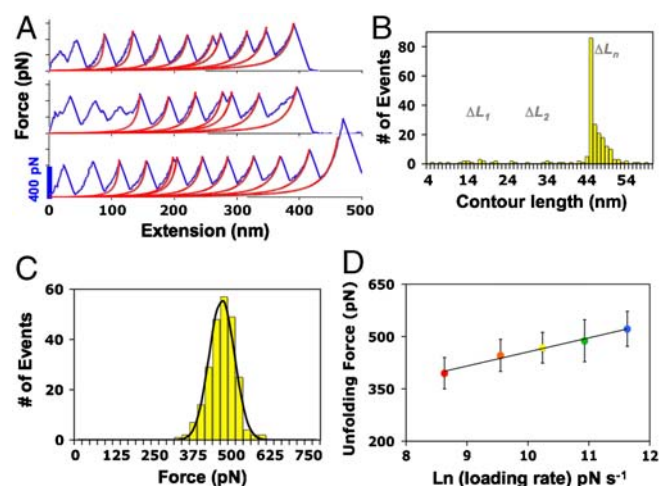 A
Force (pN)
400 pN
0 100 200 300 400 500
Extension (nm)
B
# of Events
80
60
40
20
0
ΔL1
ΔL2
ΔLn
4 14 24 34 44 54
Contour length (nm)
C
# of Events
60
40
20
0
0 125 250 375 500 625 750
Force (pN)
D
Unfolding Force (pN)
650
500
350
200
8 9 10 11 12
Ln (loading rate) pN s-1